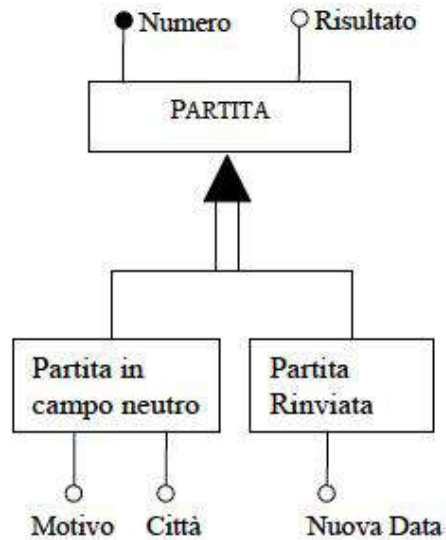 Numero
Risultato
PARTITA
Partita in
campo neutro
Partita
Rinviata
Motivo
Città
Nuova Data